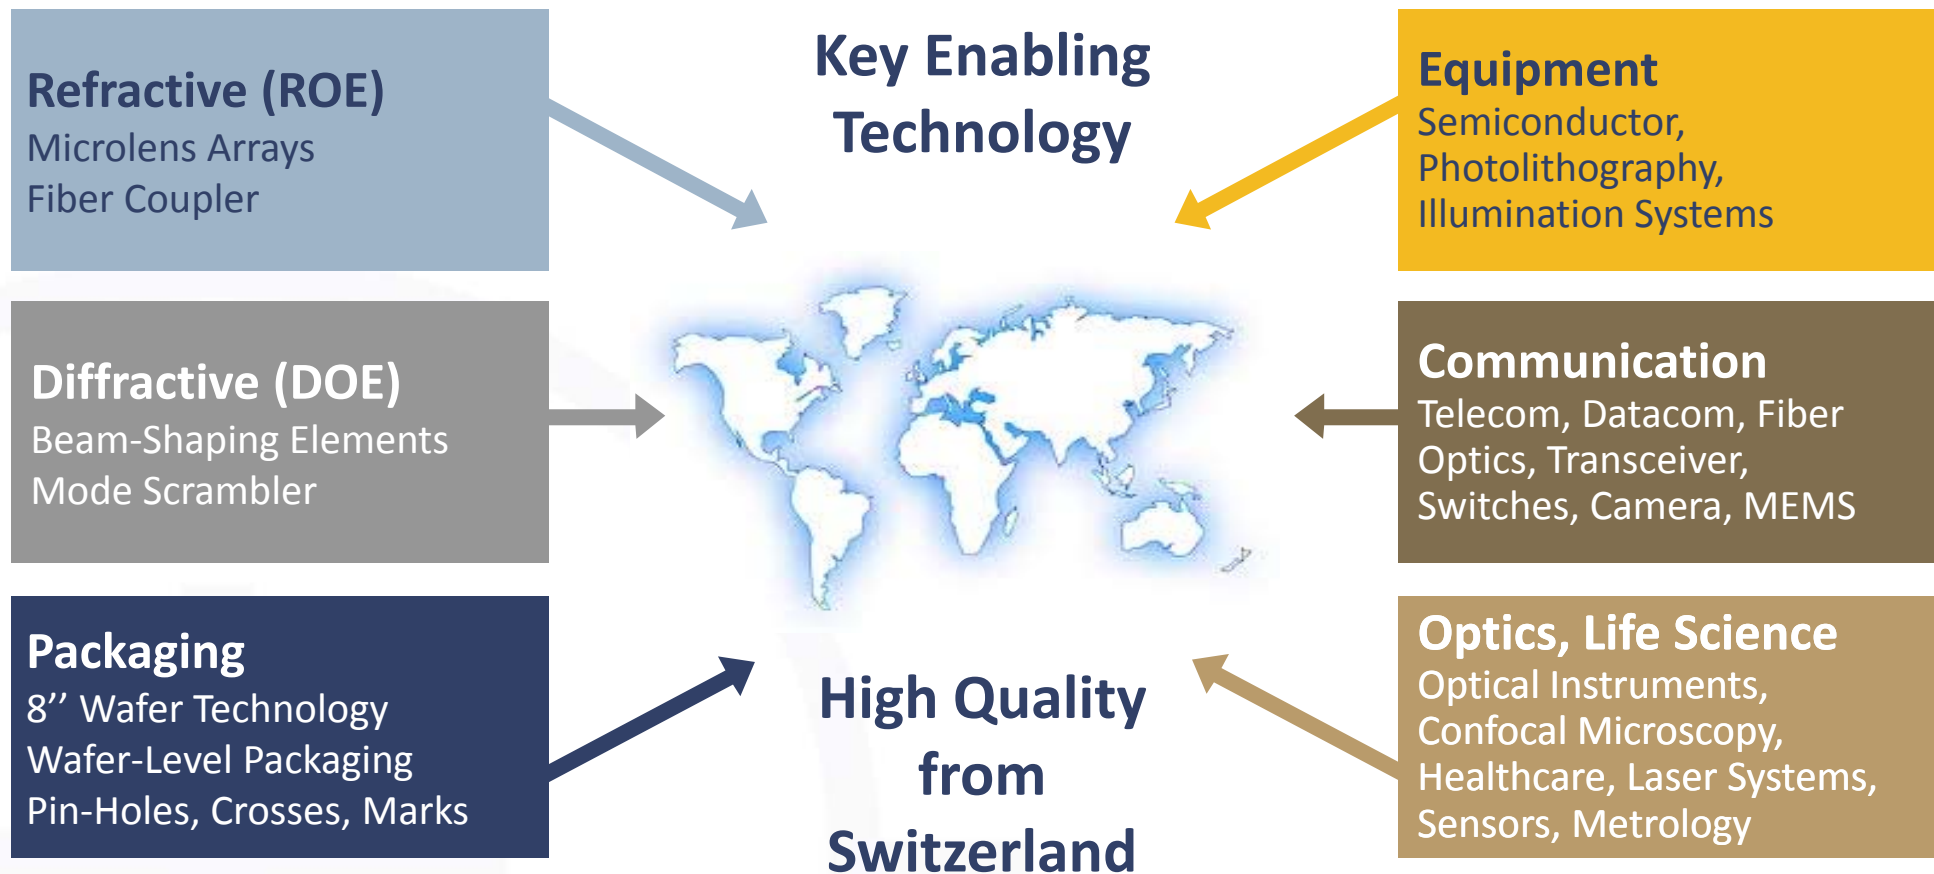 Refractive (ROE)
Microlens Arrays
Fiber Coupler
Diffractive (DOE)
Beam-Shaping Elements
Mode Scrambler
Packaging
8’’ Wafer Technology
Wafer-Level Packaging
Pin-Holes, Crosses, Marks
Key Enabling
Technology
High Quality
from
Switzerland
Equipment
Semiconductor,
Photolithography,
Illumination Systems
Communication
Telecom, Datacom, Fiber
Optics, Transceiver,
Switches, Camera, MEMS
Optics, Life Science
Optical Instruments,
Confocal Microscopy,
Healthcare, Laser Systems,
Sensors, Metrology